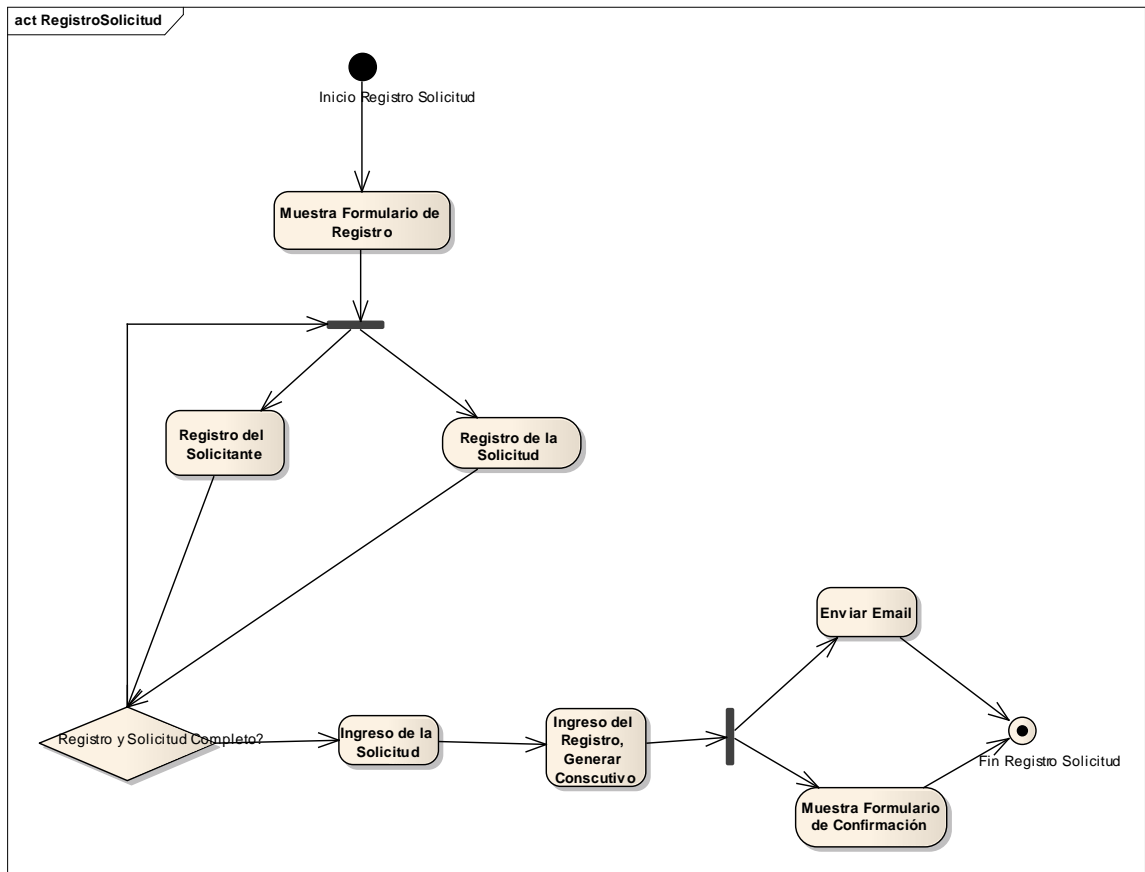 act RegistroSolicitud
Inicio Registro Solicitud
Muestra Formulario de
Registro
Registro del
Solicitante
Registro de la
Solicitud
Enviar Email
Registro y Solicitud Completo?
Ingreso de la
Solicitud
Ingreso del
Registro,
Generar
Conscutivo
Fin Registro Solicitud
Muestra Formulario
de Confirmación